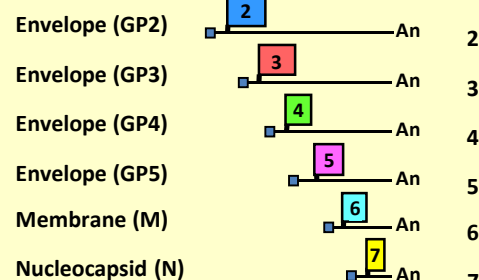 Envelope (GP2) 2 An 2
Envelope (GP3) 3 An 3
Envelope (GP4) 4 An 4
Envelope (GP5) 5 An 5
Membrane (M) 6 An 6
Nucleocapsid (N) 7 An 7